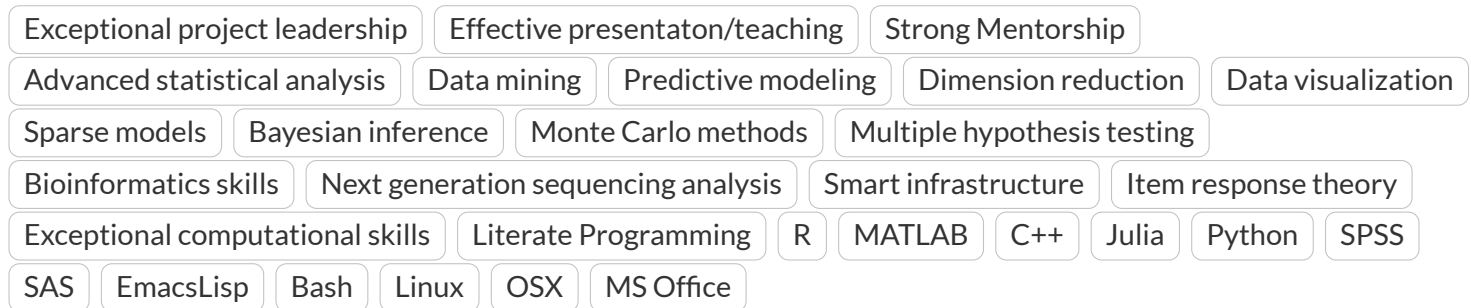 Exceptional project leadership Effective presentaton/teaching Strong Mentorship
Advanced statistical analysis Data mining Predictive modeling Dimension reduction Data visualization
Sparse models Bayesian inference Monte Carlo methods Multiple hypothesis testing
Bioinformatics skills Next generation sequencing analysis Smart infrastructure Item response theory
Exceptional computational skills Literate Programming R MATLAB C++ Julia Python SPSS
SAS EmacsLisp Bash Linux OSX MS Office